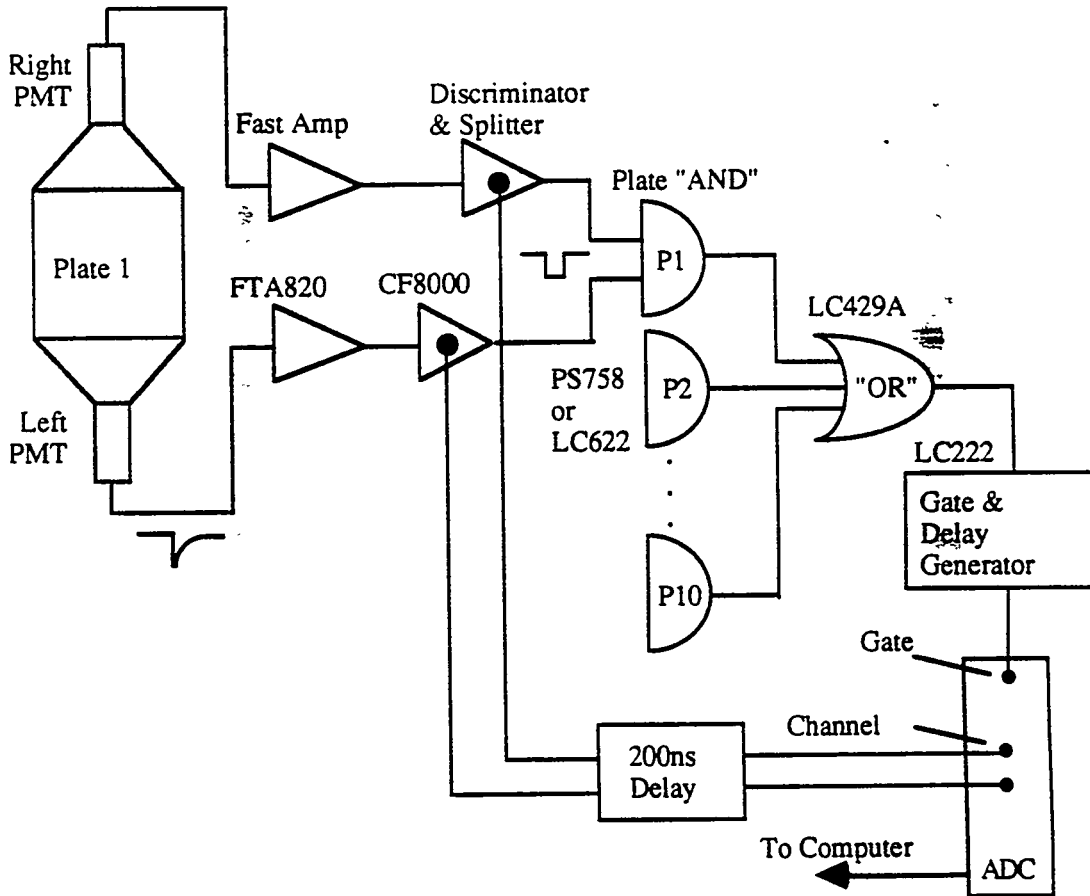 Right
PMT
Discriminator
& Splitter
Fast Amp
Plate "AND"
Plate 1
P1
FTA820
CF8000
LC429A
"OR"
PS758
or
LC622
P2
Left
PMT
LC222
Gate &
Delay
Generator
P10
Gate
Channel
200ns
Delay
To Computer
ADC